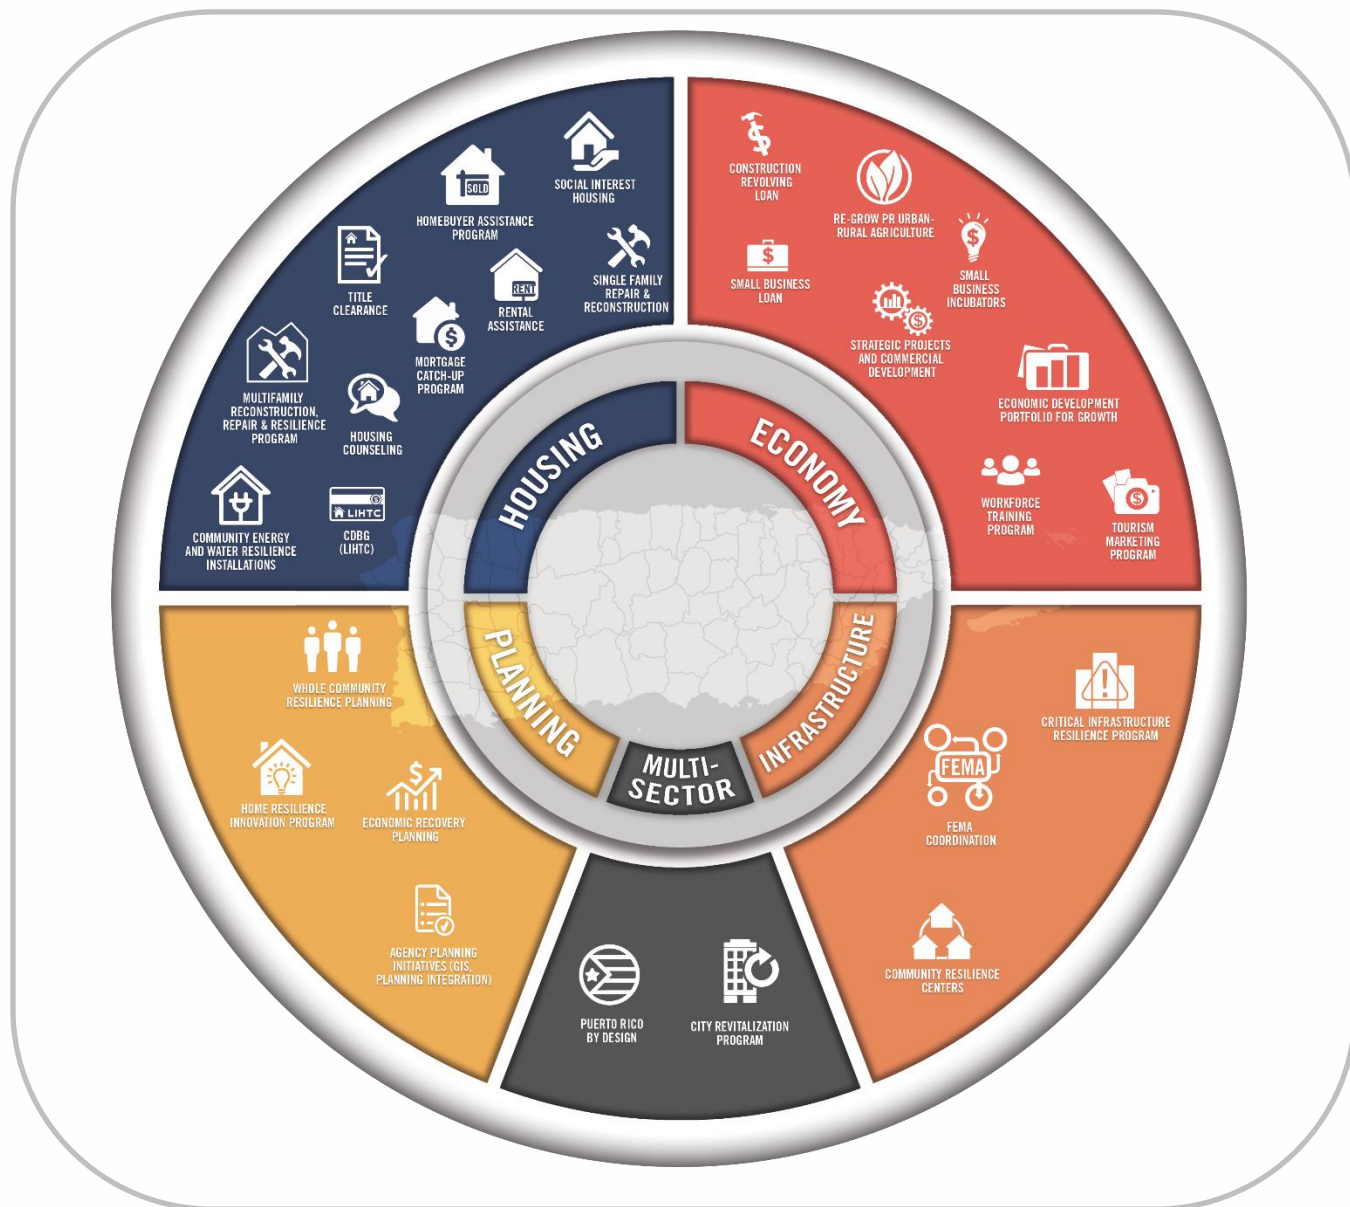 SOCIAL INTEREST
HOUSING
SOLD
HOMEBUYER ASSISTANCE
PROGRAM
SINGLE FAMILY
REPAIR &
RECONSTRUCTION
RENT
RENTAL
ASSISTANCE
TITLE
CLEARANCE
MORTGAGE
CATCH-UP
PROGRAM
MULTIFAMILY
RECONSTRUCTION,
REPAIR & RESILIENCE
PROGRAM
HOUSING
COUNSELING
COMMUNITY ENERGY
AND WATER RESILIENCE
INSTALLATIONS
LIHTC
CDBG
(LIHTC)
$
CONSTRUCTION
REVOLVING
LOAN
RE-GROW PR URBAN-
RURAL AGRICULTURE
$
SMALL BUSINESS
LOAN
$
SMALL
BUSINESS
INCUBATORS
$
STRATEGIC PROJECTS
AND COMMERCIAL
DEVELOPMENT
ECONOMIC DEVELOPMENT
PORTFOLIO FOR GROWTH
WORKFORCE
TRAINING
PROGRAM
$
TOURISM
MARKETING
PROGRAM
HOUSING
ECONOMY
PLANNING
INFRASTRUCTURE
MULTI-
SECTOR
WHOLE COMMUNITY
RESILIENCE PLANNING
HOME RESILIENCE
INNOVATION PROGRAM
$
ECONOMIC RECOVERY
PLANNING
AGENCY PLANNING
INITIATIVES (GIS,
PLANNING INTEGRATION)
PUERTO RICO
BY DESIGN
CITY REVITALIZATION
PROGRAM
!
CRITICAL INFRASTRUCTURE
RESILIENCE PROGRAM
FEMA
FEMA
COORDINATION
COMMUNITY RESILIENCE
CENTERS